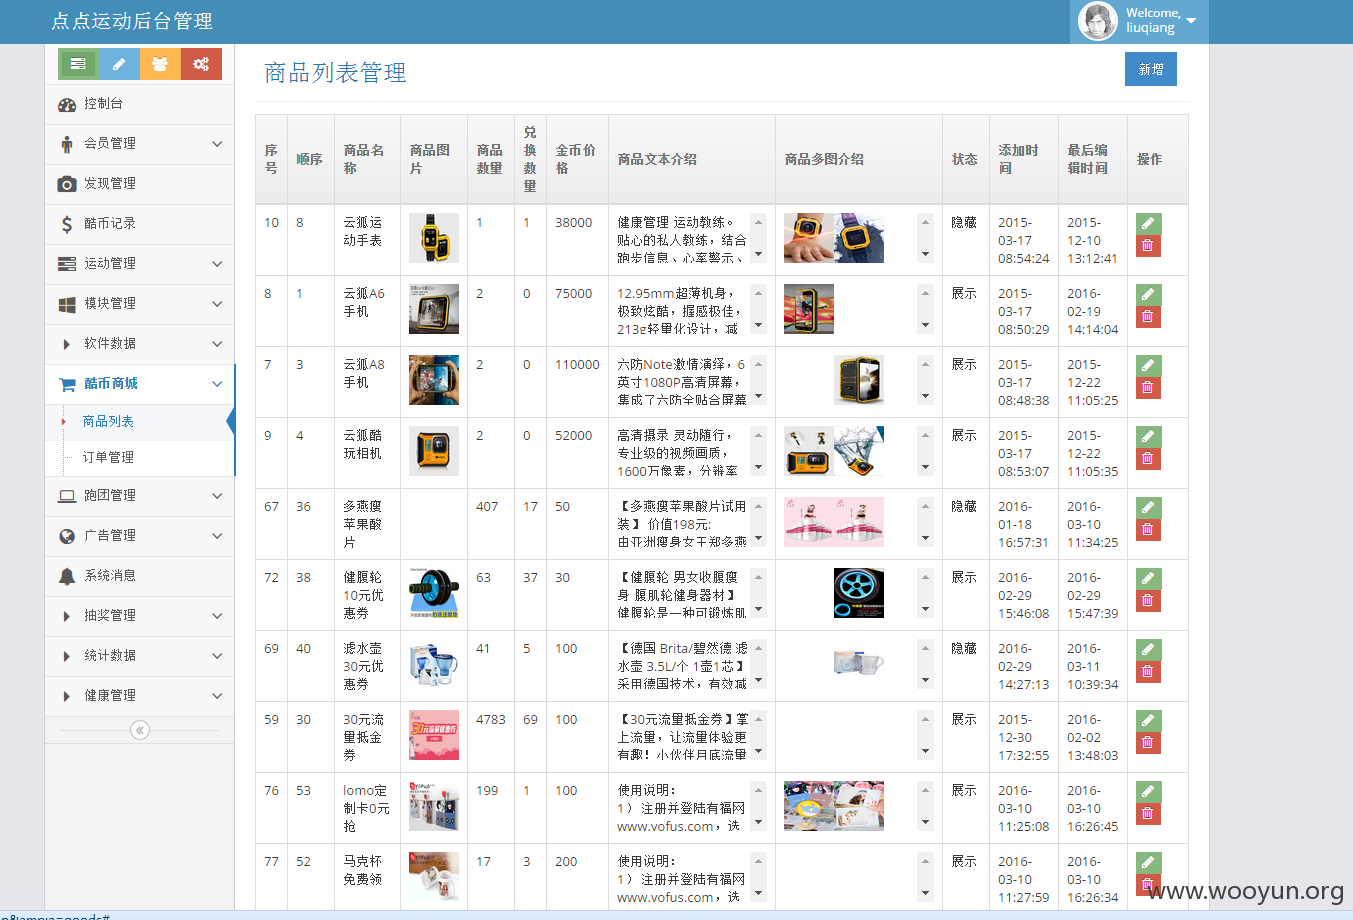 点点运动后台管理
Welcome,
liuqiang
控制台
会员管理
发现管理
酷币记录
运动管理
模块管理
软件数据
酷币商城
商品列表
订单管理
跑团管理
广告管理
系统消息
抽奖管理
统计数据
健康管理
商品列表管理
新增
序号 顺序 商品名称 商品图片 商品数量 兑换数量 金币价格 商品文本介绍 商品多图介绍 状态 添加时间 最后编辑时间 操作
10 8 云狐运动手表 1 1 38000 健康管理 运动教练。贴心的私人教练，结合跑步信息、心率警示、 隐藏 2015-03-17 08:54:24 2015-12-10 13:12:41
8 1 云狐A6手机 2 0 75000 12.95mm超薄机身，极致炫酷，握感极佳，213g轻量化设计，减 展示 2015-03-17 08:50:29 2016-02-19 14:14:04
7 3 云狐A8手机 2 0 110000 六防Note激情演绎，6英寸1080P高清屏幕，集成了六防全贴合屏幕 展示 2015-03-17 08:48:38 2015-12-22 11:05:25
9 4 云狐酷玩相机 2 0 52000 高清摄录 灵动随行，专业级的视频画质，1600万像素，分辨率 展示 2015-03-17 08:53:07 2015-12-22 11:05:35
67 36 多燕瘦苹果酸片 407 17 50 【多燕瘦苹果酸片试用装】 价值198元: 由亚洲瘦身女王郑多燕 隐藏 2016-01-18 16:57:31 2016-03-10 11:34:25
72 38 健腹轮10元优惠券 63 37 30 【健腹轮 男女收腹瘦身 腹肌轮健身器材】 健腹轮是一种可锻炼肌 展示 2016-02-29 15:46:08 2016-02-29 15:47:39
69 40 滤水壶30元优惠券 41 5 100 【德国 Brita/碧然德 滤水壶 3.5L/个 1壶1芯】 采用德国技术，有效减 隐藏 2016-02-29 14:27:13 2016-03-11 10:39:34
59 30 30元流量抵金券 4783 69 100 【30元流量抵金券】掌上流量，让流量体验更有趣！小伙伴月底流量 展示 2015-12-30 17:32:55 2016-02-02 13:48:03
76 53 lomo定制卡0元抢 199 1 100 使用说明： 1）注册并登陆有福网www.vofus.com，选 展示 2016-03-10 11:25:08 2016-03-10 16:26:45
77 52 马克杯免费领 17 3 200 使用说明： 1）注册并登陆有福网www.vofus.com，选 展示 2016-03-10 11:27:59 2016-03-10 16:26:34
www.wooyun.org